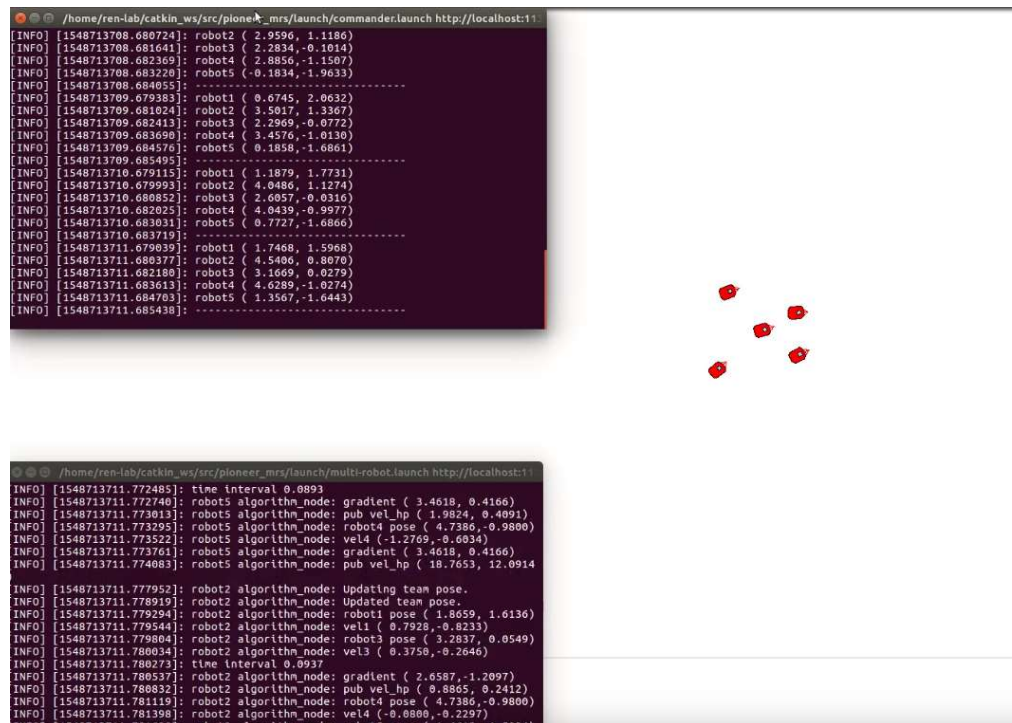 /home/ren-lab/catkin_ws/src/pioneer_mrs/launch/commander.launch http://localhost:113
[INFO] [1548713708.680724]: robot2 ( 2.9596, 1.1186)
[INFO] [1548713708.681641]: robot3 ( 2.2834,-0.1014)
[INFO] [1548713708.682369]: robot4 ( 2.8856,-1.1507)
[INFO] [1548713708.683220]: robot5 (-0.1834,-1.9633)
[INFO] [1548713708.684055]: --------------------------------
[INFO] [1548713709.679383]: robot1 ( 0.6745, 2.0632)
[INFO] [1548713709.681024]: robot2 ( 3.5017, 1.3367)
[INFO] [1548713709.682413]: robot3 ( 2.2969,-0.0772)
[INFO] [1548713709.683690]: robot4 ( 3.4576,-1.0130)
[INFO] [1548713709.684576]: robot5 ( 0.1858,-1.6861)
[INFO] [1548713709.685495]: --------------------------------
[INFO] [1548713710.679115]: robot1 ( 1.1879, 1.7731)
[INFO] [1548713710.679993]: robot2 ( 4.0486, 1.1274)
[INFO] [1548713710.680852]: robot3 ( 2.6057,-0.0316)
[INFO] [1548713710.682025]: robot4 ( 4.0439,-0.9977)
[INFO] [1548713710.683031]: robot5 ( 0.7727,-1.6866)
[INFO] [1548713710.683719]: --------------------------------
[INFO] [1548713711.679039]: robot1 ( 1.7468, 1.5968)
[INFO] [1548713711.680377]: robot2 ( 4.5406, 0.8070)
[INFO] [1548713711.682180]: robot3 ( 3.1669, 0.0279)
[INFO] [1548713711.683613]: robot4 ( 4.6289,-1.0274)
[INFO] [1548713711.684703]: robot5 ( 1.3567,-1.6443)
[INFO] [1548713711.685438]: --------------------------------
/home/ren-lab/catkin_ws/src/pioneer_mrs/launch/multi-robot.launch http://localhost:11
[INFO] [1548713711.772485]: time interval 0.0893
[INFO] [1548713711.772740]: robot5 algorithm_node: gradient ( 3.4618, 0.4166)
[INFO] [1548713711.773013]: robot5 algorithm_node: pub vel_hp ( 1.9824, 0.4091)
[INFO] [1548713711.773295]: robot5 algorithm_node: robot4 pose ( 4.7386,-0.9800)
[INFO] [1548713711.773522]: robot5 algorithm_node: vel4 (-1.2769,-0.6034)
[INFO] [1548713711.773761]: robot5 algorithm_node: gradient ( 3.4618, 0.4166)
[INFO] [1548713711.774083]: robot5 algorithm_node: pub vel_hp ( 18.7653, 12.0914
)
[INFO] [1548713711.777952]: robot2 algorithm_node: Updating team pose.
[INFO] [1548713711.778919]: robot2 algorithm_node: Updated team pose.
[INFO] [1548713711.779294]: robot2 algorithm_node: robot1 pose ( 1.8659, 1.6136)
[INFO] [1548713711.779544]: robot2 algorithm_node: vel1 ( 0.7928,-0.8233)
[INFO] [1548713711.779804]: robot2 algorithm_node: robot3 pose ( 3.2837, 0.0549)
[INFO] [1548713711.780034]: robot2 algorithm_node: vel3 ( 0.3750,-0.2646)
[INFO] [1548713711.780273]: time interval 0.0937
[INFO] [1548713711.780537]: robot2 algorithm_node: gradient ( 2.6587,-1.2097)
[INFO] [1548713711.780832]: robot2 algorithm_node: pub vel_hp ( 0.8865, 0.2412)
[INFO] [1548713711.781119]: robot2 algorithm_node: robot4 pose ( 4.7386,-0.9800)
[INFO] [1548713711.781398]: robot2 algorithm_node: vel4 (-0.0800,-0.2297)